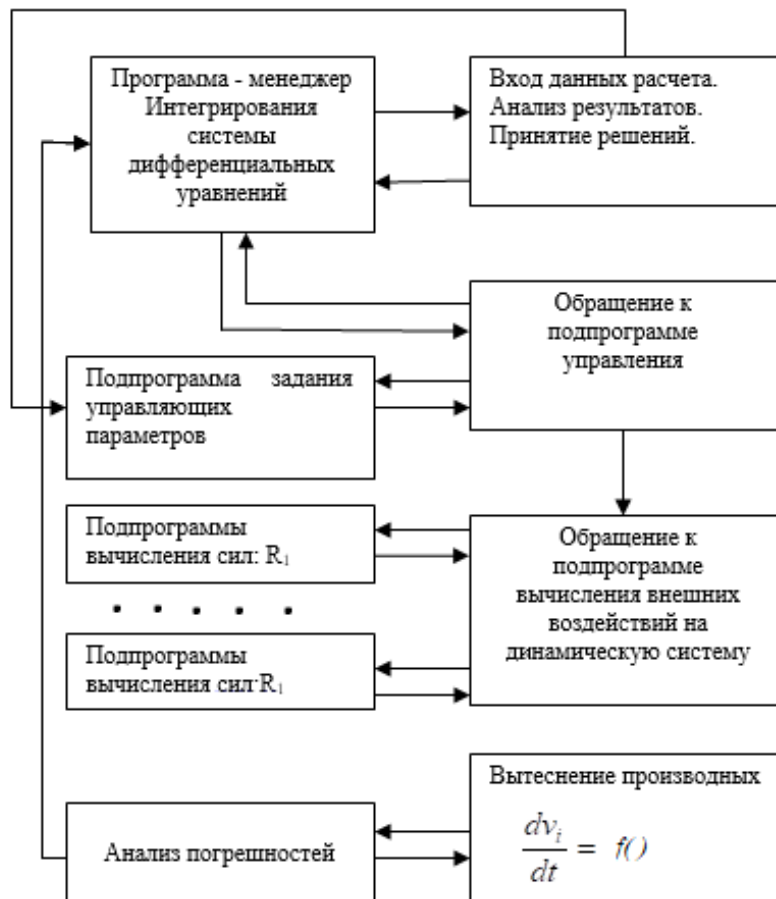 Программа - менеджер
Интегрирования
системы
дифференциальных
уравнений
Вход данных расчета.
Анализ результатов.
Принятие решений.
Обращение к
подпрограмме
управления
Подпрограмма задания
управляющих
параметров
Подпрограммы
вычисления сил: R₁
Обращение к
подпрограмме
вычисления внешних
воздействий на
динамическую систему
. . . . .
Подпрограммы
вычисления сил·R₁
Вытеснение производных
dvᵢ/dt = f()
Анализ погрешностей